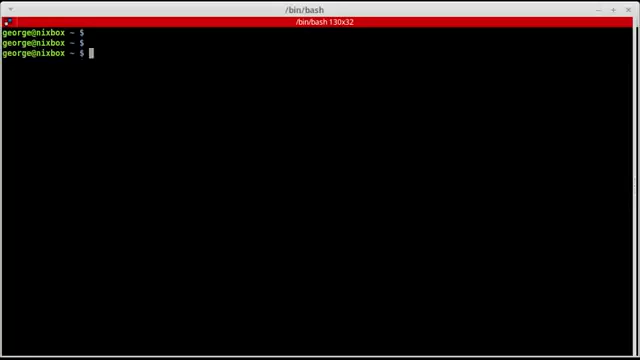 /bin/bash
/bin/bash 130x32
george@nixbox ~ $
george@nixbox ~ $
george@nixbox ~ $